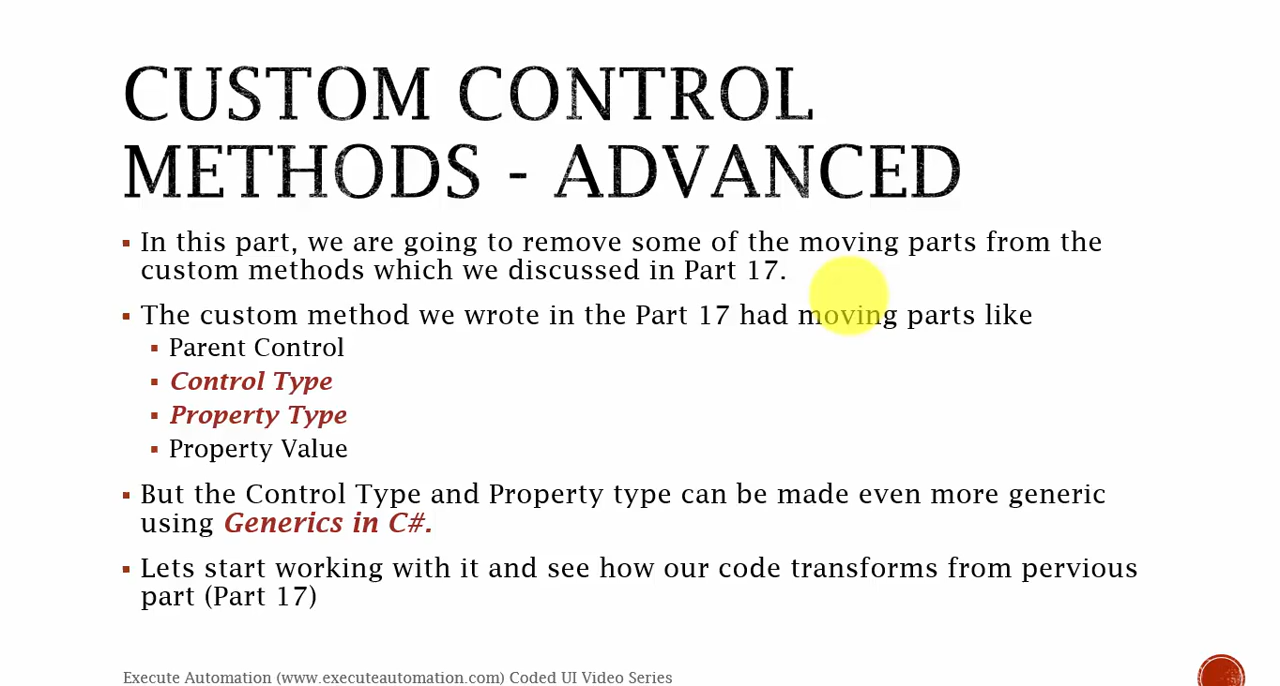 CUSTOM CONTROL
METHODS - ADVANCED
▪ In this part, we are going to remove some of the moving parts from the
custom methods which we discussed in Part 17.
▪ The custom method we wrote in the Part 17 had moving parts like
▪ Parent Control
▪ Control Type
▪ Property Type
▪ Property Value
▪ But the Control Type and Property type can be made even more generic
using Generics in C#.
▪ Lets start working with it and see how our code transforms from pervious
part (Part 17)
Execute Automation (www.executeautomation.com) Coded UI Video Series